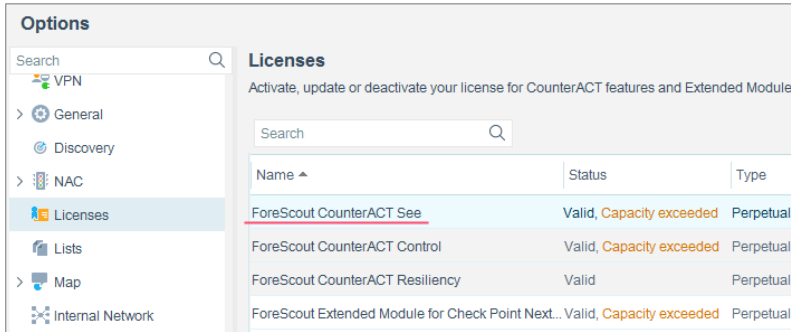 Options
Search
VPN
General
Discovery
NAC
Licenses
Lists
Map
Internal Network
Licenses
Activate, update or deactivate your license for CounterACT features and Extended Module
Search
Name Status Type
ForeScout CounterACT See Valid, Capacity exceeded Perpetual
ForeScout CounterACT Control Valid, Capacity exceeded Perpetual
ForeScout CounterACT Resiliency Valid Perpetual
ForeScout Extended Module for Check Point Next... Valid, Capacity exceeded Perpetual